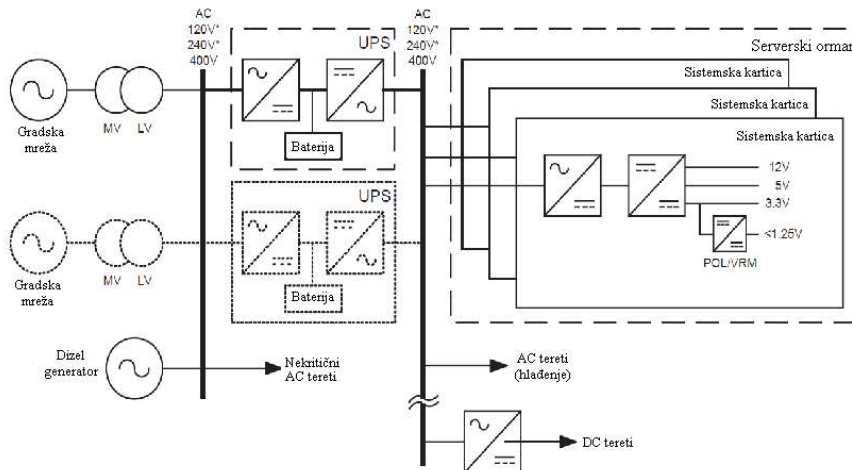 AC
120V*
240V*
400V
UPS
AC
120V*
240V*
400V
Serverski orman
Sistemska kartica
Sistemska kartica
Sistemska kartica
Gradska
mreža
MV
LV
Baterija
12V
5V
3.3V
<1.25V
POL/VRM
UPS
Gradska
mreža
MV
LV
Baterija
Dizel
generator
Nekritični
AC tereti
AC tereti
(hlađenje)
DC tereti